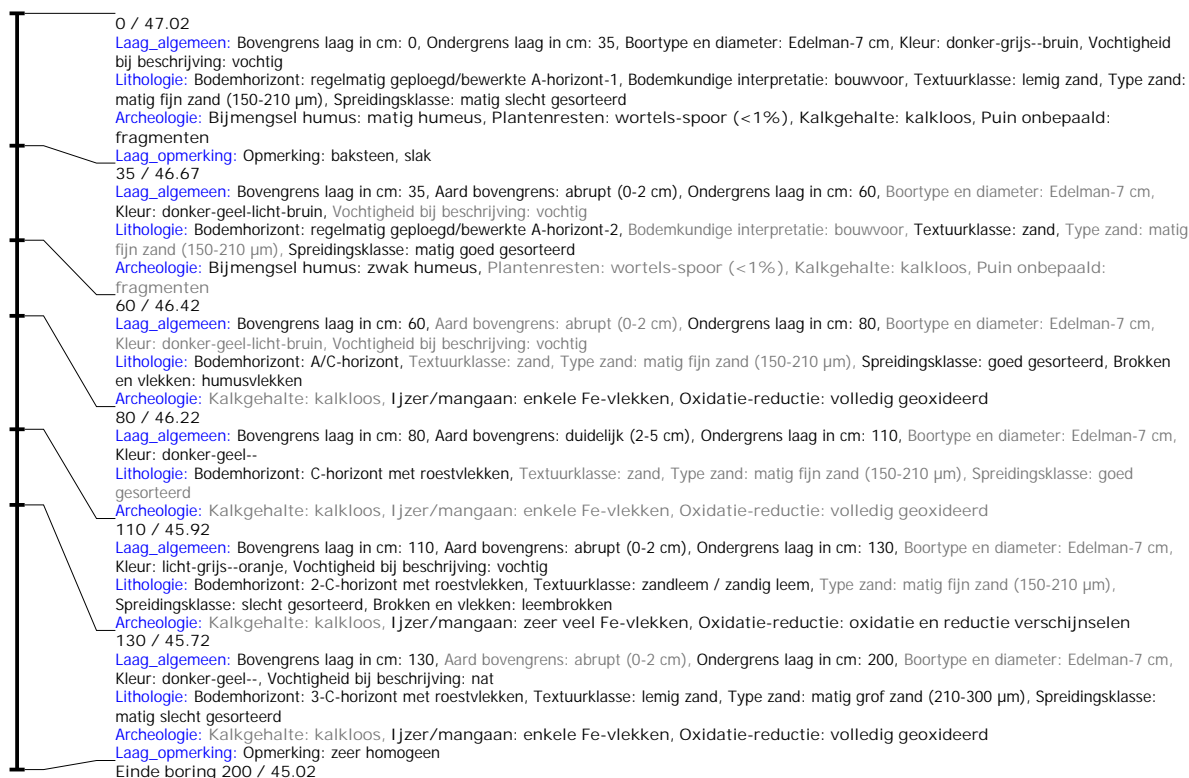 0 / 47.02
Laag_algemeen: Bovengrens laag in cm: 0, Ondergrens laag in cm: 35, Boortype en diameter: Edelman-7 cm, Kleur: donker-grijs--bruin, Vochtigheid
bij beschrijving: vochtig
Lithologie: Bodemhorizont: regelmatig geploegd/bewerkte A-horizont-1, Bodemkundige interpretatie: bouwvoor, Textuurklasse: lemig zand, Type zand:
matig fijn zand (150-210 µm), Spreidingsklasse: matig slecht gesorteerd
Archeologie: Bijmengsel humus: matig humeus, Plantenresten: wortels-spoor (<1%), Kalkgehalte: kalkloos, Puin onbepaald:
fragmenten
Laag_opmerking: Opmerking: baksteen, slak
35 / 46.67
Laag_algemeen: Bovengrens laag in cm: 35, Aard bovengrens: abrupt (0-2 cm), Ondergrens laag in cm: 60, Boortype en diameter: Edelman-7 cm,
Kleur: donker-geel-licht-bruin, Vochtigheid bij beschrijving: vochtig
Lithologie: Bodemhorizont: regelmatig geploegd/bewerkte A-horizont-2, Bodemkundige interpretatie: bouwvoor, Textuurklasse: zand, Type zand: matig
fijn zand (150-210 µm), Spreidingsklasse: matig goed gesorteerd
Archeologie: Bijmengsel humus: zwak humeus, Plantenresten: wortels-spoor (<1%), Kalkgehalte: kalkloos, Puin onbepaald:
fragmenten
60 / 46.42
Laag_algemeen: Bovengrens laag in cm: 60, Aard bovengrens: abrupt (0-2 cm), Ondergrens laag in cm: 80, Boortype en diameter: Edelman-7 cm,
Kleur: donker-geel-licht-bruin, Vochtigheid bij beschrijving: vochtig
Lithologie: Bodemhorizont: A/C-horizont, Textuurklasse: zand, Type zand: matig fijn zand (150-210 µm), Spreidingsklasse: goed gesorteerd, Brokken
en vlekken: humusvlekken
Archeologie: Kalkgehalte: kalkloos, Ijzer/mangaan: enkele Fe-vlekken, Oxidatie-reductie: volledig geoxideerd
80 / 46.22
Laag_algemeen: Bovengrens laag in cm: 80, Aard bovengrens: duidelijk (2-5 cm), Ondergrens laag in cm: 110, Boortype en diameter: Edelman-7 cm,
Kleur: donker-geel--
Lithologie: Bodemhorizont: C-horizont met roestvlekken, Textuurklasse: zand, Type zand: matig fijn zand (150-210 µm), Spreidingsklasse: goed
gesorteerd
Archeologie: Kalkgehalte: kalkloos, Ijzer/mangaan: enkele Fe-vlekken, Oxidatie-reductie: volledig geoxideerd
110 / 45.92
Laag_algemeen: Bovengrens laag in cm: 110, Aard bovengrens: abrupt (0-2 cm), Ondergrens laag in cm: 130, Boortype en diameter: Edelman-7 cm,
Kleur: licht-grijs--oranje, Vochtigheid bij beschrijving: vochtig
Lithologie: Bodemhorizont: 2-C-horizont met roestvlekken, Textuurklasse: zandleem / zandig leem, Type zand: matig fijn zand (150-210 µm),
Spreidingsklasse: slecht gesorteerd, Brokken en vlekken: leembrokken
Archeologie: Kalkgehalte: kalkloos, Ijzer/mangaan: zeer veel Fe-vlekken, Oxidatie-reductie: oxidatie en reductie verschijnselen
130 / 45.72
Laag_algemeen: Bovengrens laag in cm: 130, Aard bovengrens: abrupt (0-2 cm), Ondergrens laag in cm: 200, Boortype en diameter: Edelman-7 cm,
Kleur: donker-geel--, Vochtigheid bij beschrijving: nat
Lithologie: Bodemhorizont: 3-C-horizont met roestvlekken, Textuurklasse: lemig zand, Type zand: matig grof zand (210-300 µm), Spreidingsklasse:
matig slecht gesorteerd
Archeologie: Kalkgehalte: kalkloos, Ijzer/mangaan: enkele Fe-vlekken, Oxidatie-reductie: volledig geoxideerd
Laag_opmerking: Opmerking: zeer homogeen
Einde boring 200 / 45.02